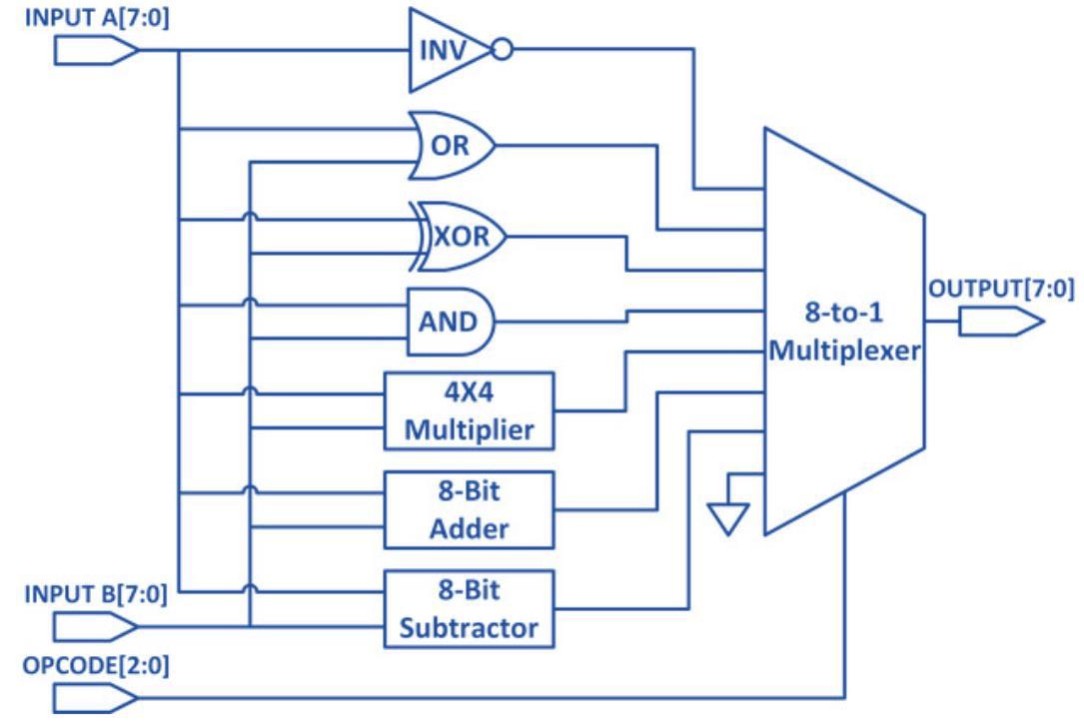 INPUT A[7:0]
INV
OR
XOR
AND
4X4
Multiplier
8-Bit
Adder
8-Bit
Subtractor
INPUT B[7:0]
OPCODE[2:0]
8-to-1
Multiplexer
OUTPUT[7:0]